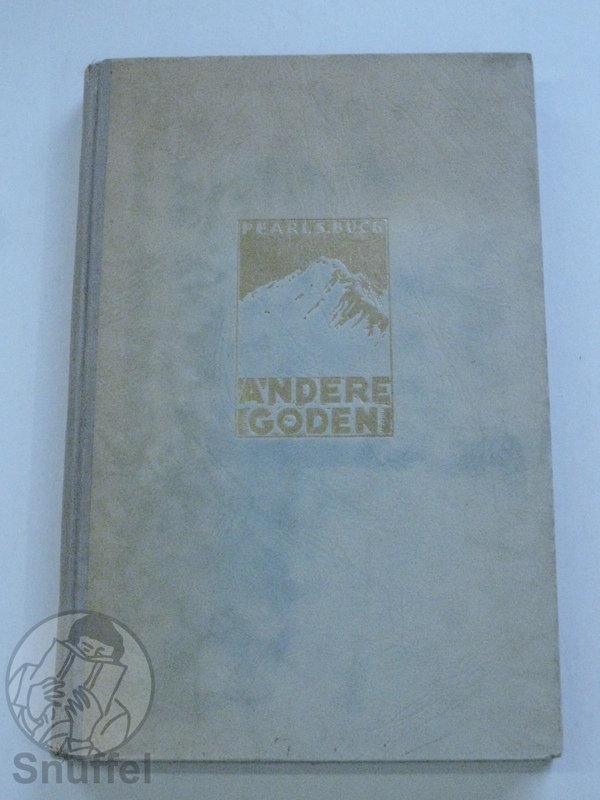 PEARL S. BUCK
ANDERE
GODEN
Snuffel